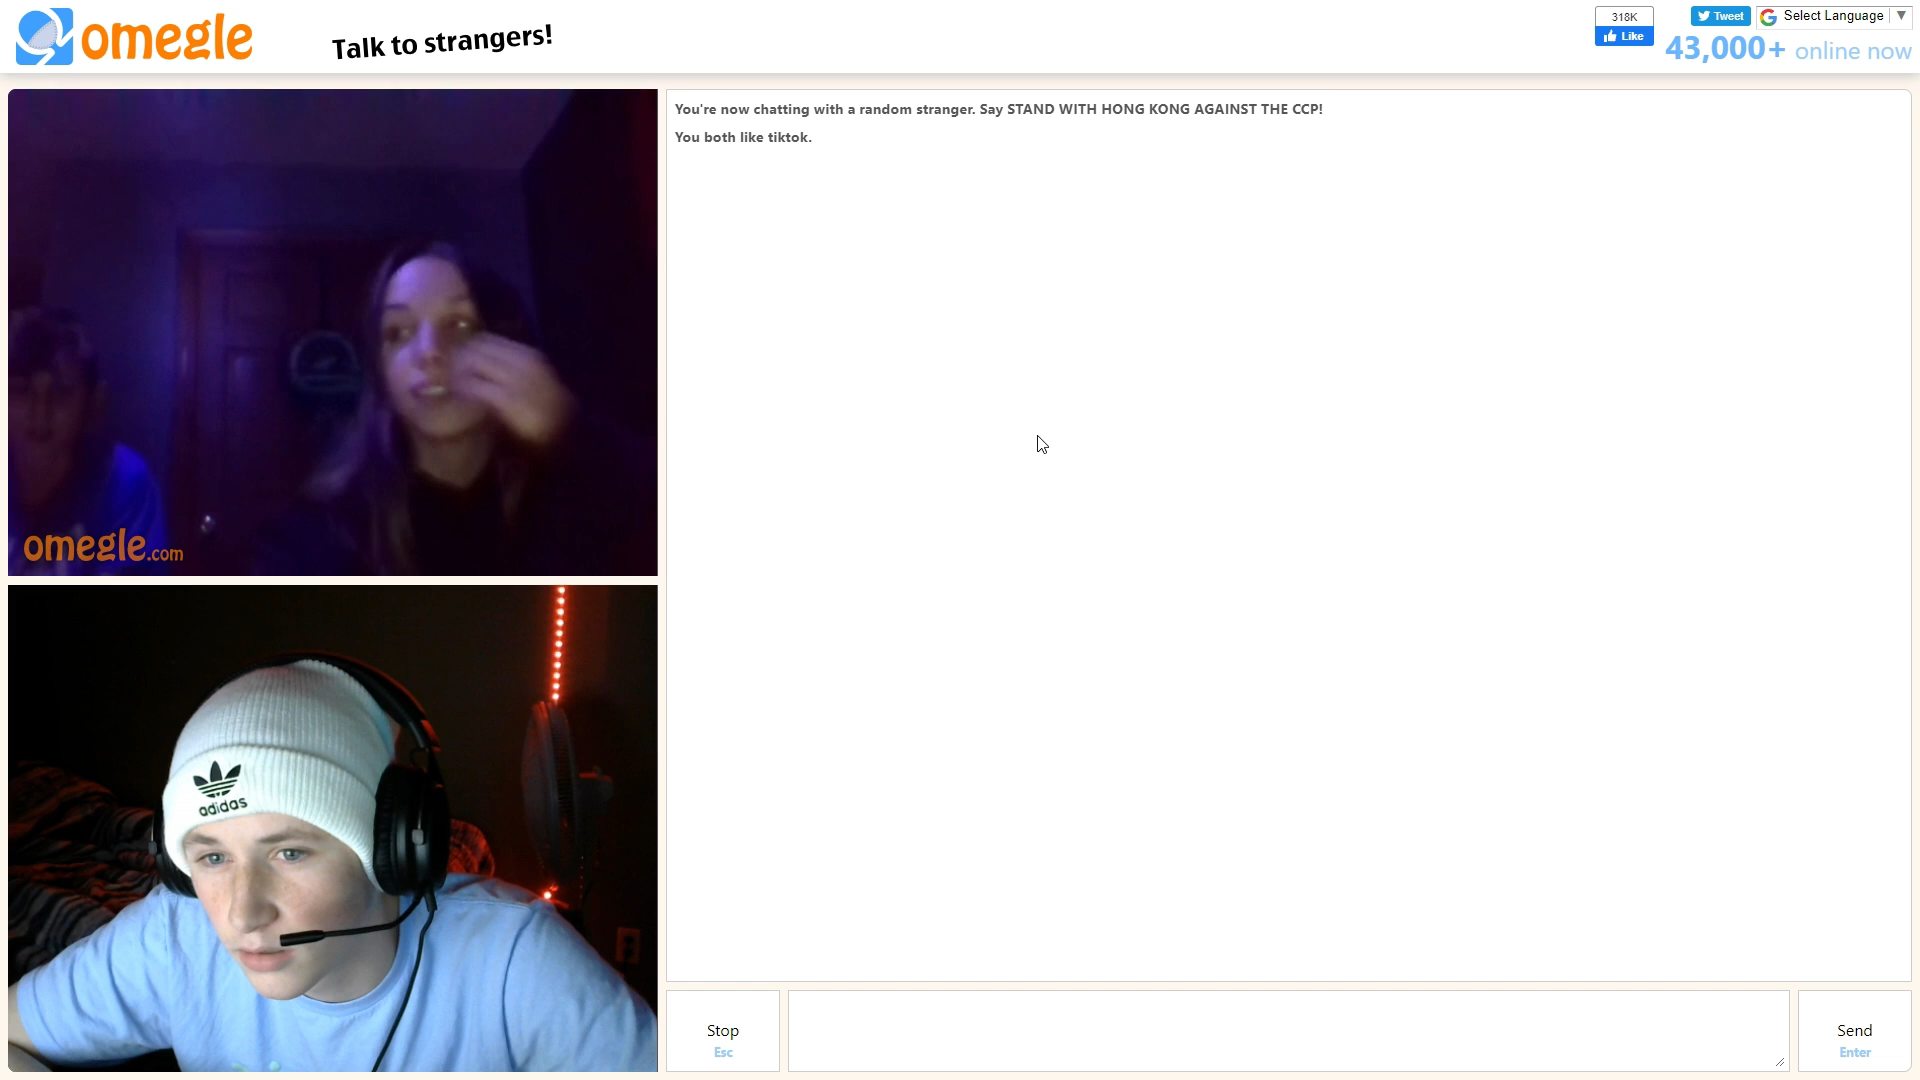 omegle
Talk to strangers!
318K
Like
Tweet
Select Language
43,000+ online now
You're now chatting with a random stranger. Say STAND WITH HONG KONG AGAINST THE CCP!
You both like tiktok.
omegle.com
adidas
Stop
Esc
Send
Enter